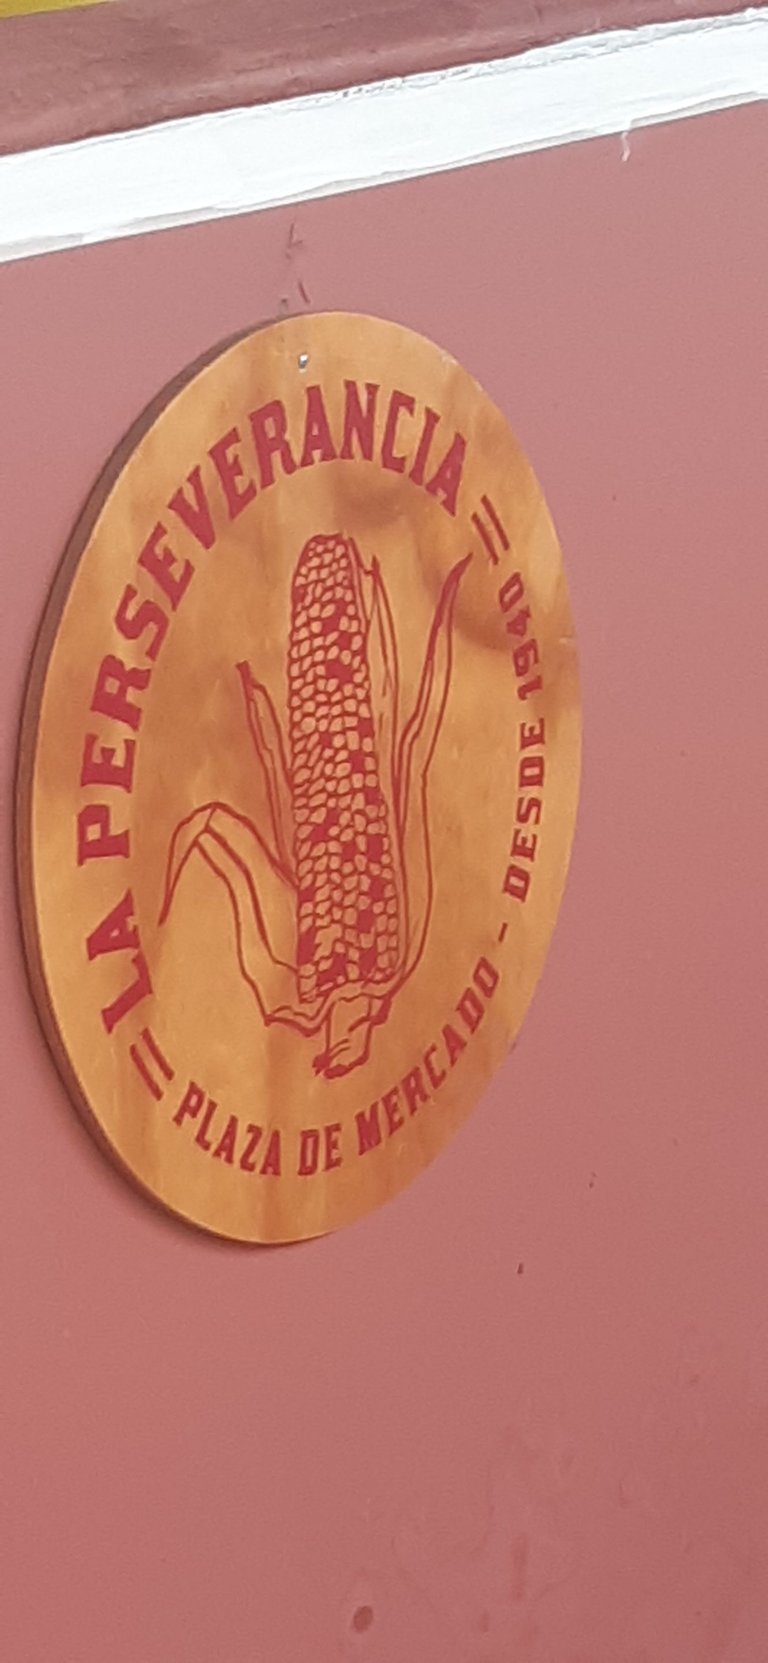 LA PERSEVERANCIA
PLAZA DE MERCADO - DESDE 1940